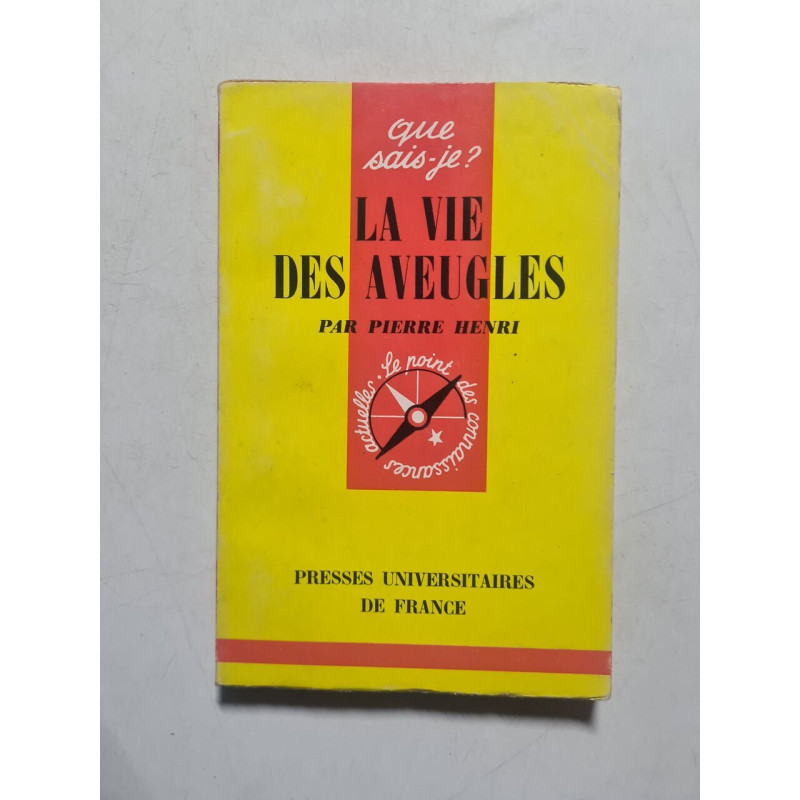 que
sais-je?
LA VIE
DES AVEUGLES
PAR PIERRE HENRI
Le point des connaissances actuelles.
PRESSES UNIVERSITAIRES
DE FRANCE